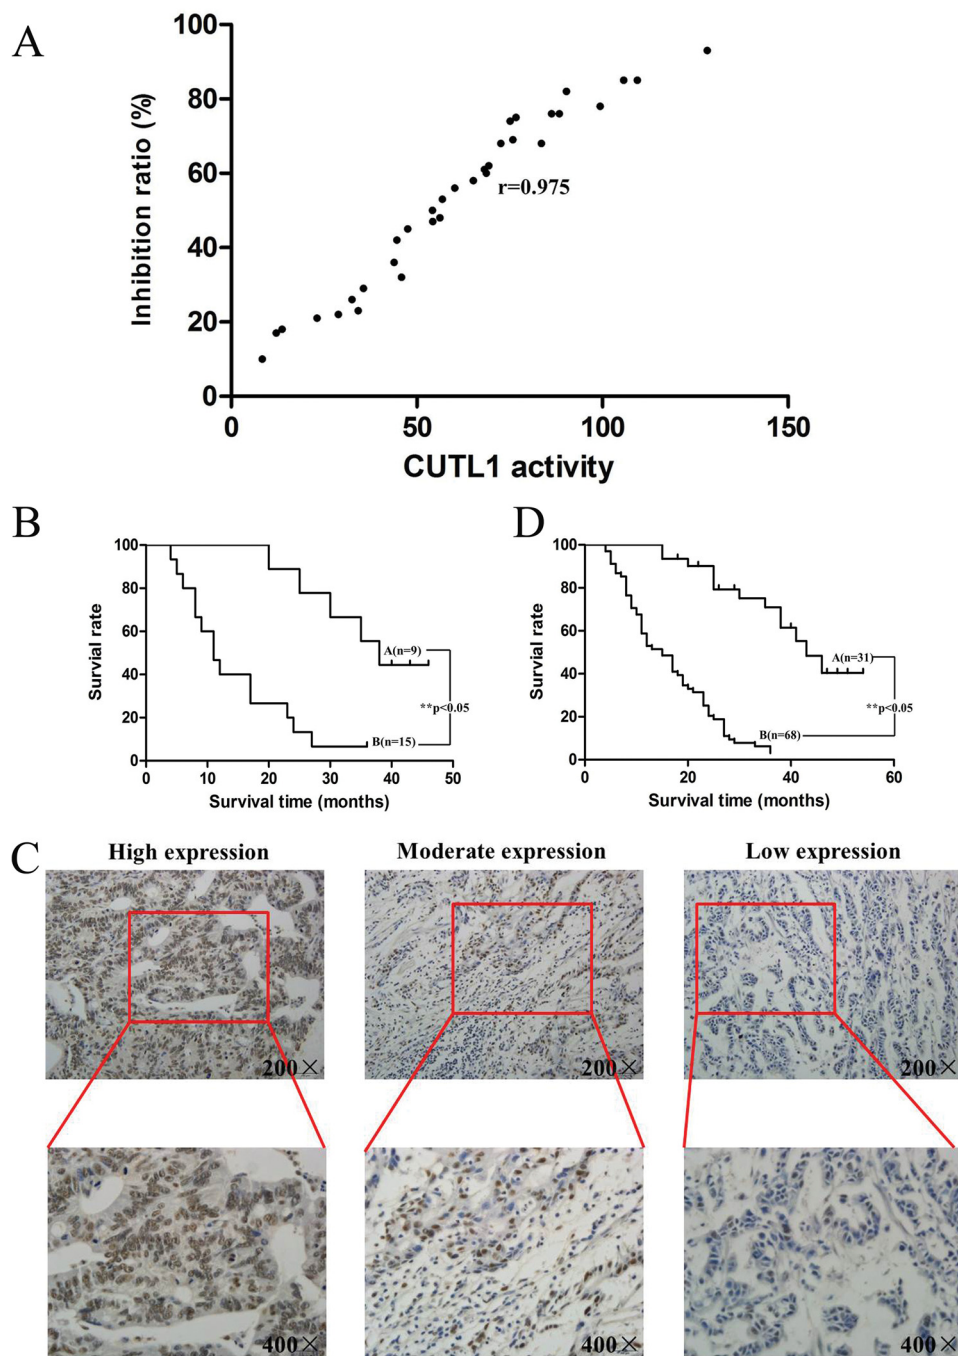 A
100
80
60
40
20
0
Inhibition ratio (%)
r=0.975
0 50 100 150
CUTL1 activity
B
100
80
60
40
20
0
Survial rate
A(n=9)
**p<0.05
B(n=15)
0 10 20 30 40 50
Survival time (months)
D
100
80
60
40
20
0
Survial rate
A(n=31)
**p<0.05
B(n=68)
0 20 40 60
Survival time (months)
C
High expression
Moderate expression
Low expression
200×
200×
200×
400×
400×
400×